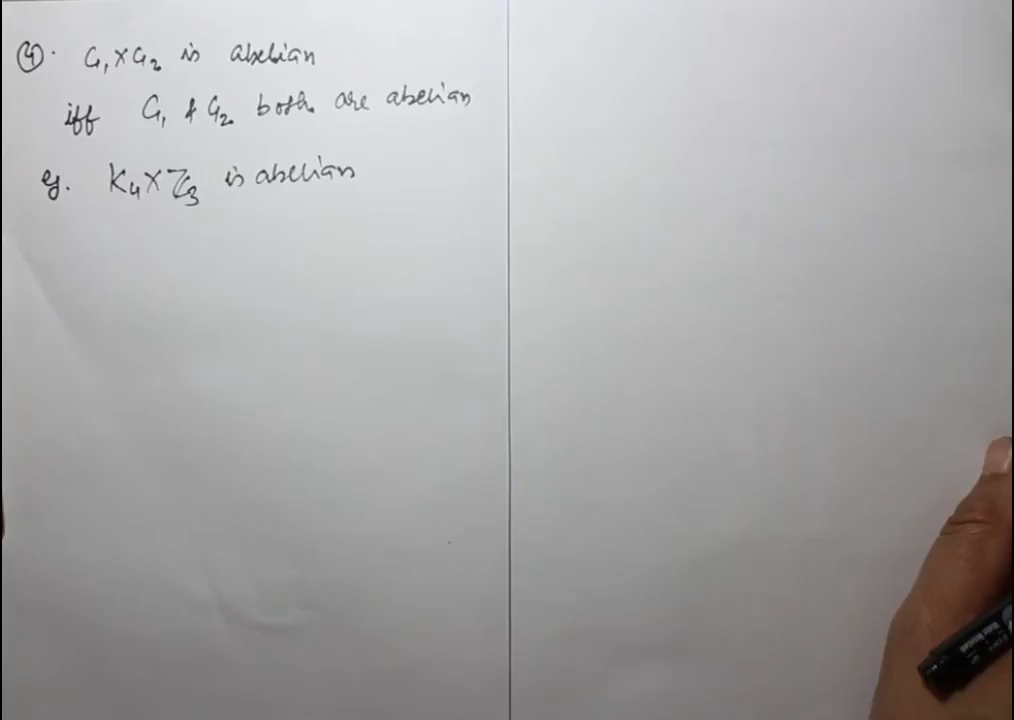 ④. G₁×G₂ is abelian
iff G₁ & G₂ both are abelian
eg. K₄×Z₃ is abelian